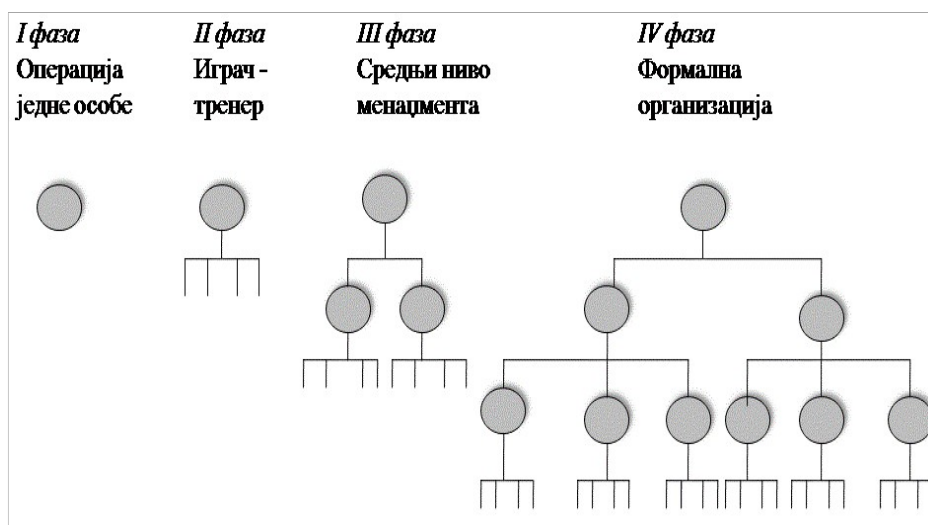 I фаза
Операција
једне особе
II фаза
Играч -
тренер
III фаза
Средњи ниво
менаџмента
IV фаза
Формална
организација